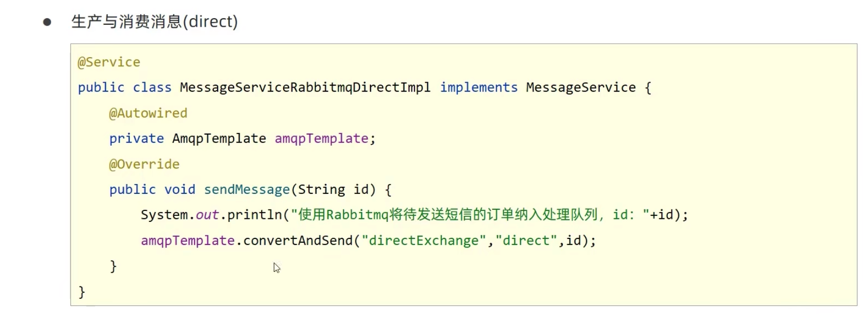 ● 生产与消费消息(direct)
@Service
public class MessageServiceRabbitmqDirectImpl implements MessageService {
    @Autowired
    private AmqpTemplate amqpTemplate;
    @Override
    public void sendMessage(String id) {
        System.out.println("使用Rabbitmq将待发送短信的订单纳入处理队列，id："+id);
        amqpTemplate.convertAndSend("directExchange","direct",id);
    }
}